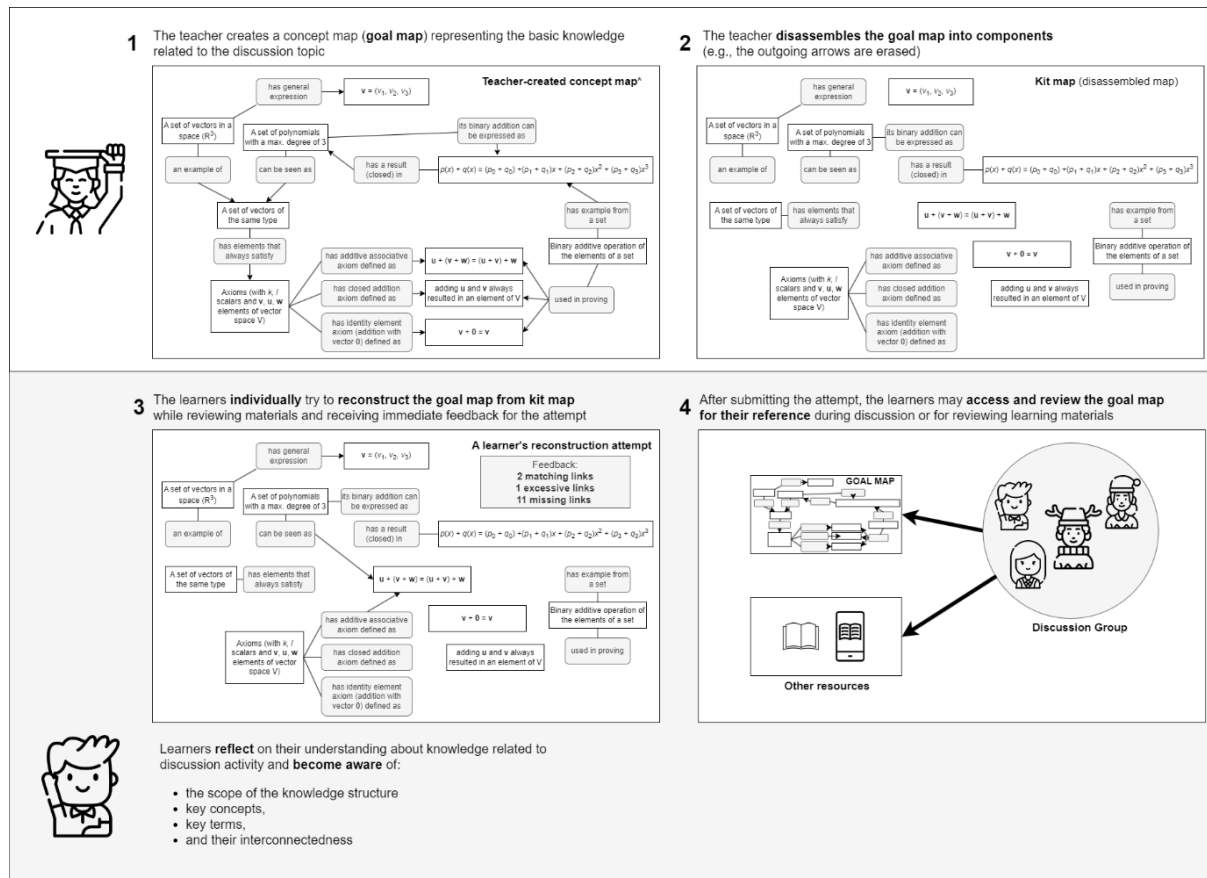 1 The teacher creates a concept map (goal map) representing the basic knowledge
related to the discussion topic
Teacher-created concept map^
has general
expression
v = (v₁, v₂, v₃)
A set of vectors in a
space (R³)
A set of polynomials
with a max. degree of 3
its binary addition can
be expressed as
an example of
can be seen as
has a result
(closed) in
p(x) + q(x) = (p₀ + q₀) +(p₁ + q₁)x + (p₂ + q₂)x² + (p₃ + q₃)x³
A set of vectors of
the same type
has example from
a set
has elements that
always satisfy
Binary additive operation of
the elements of a set
has additive associative
axiom defined as
u + (v + w) = (u + v) + w
Axioms (with k, l
scalars and v, u, w
elements of vector
space V)
has closed addition
axiom defined as
adding u and v always
resulted in an element of V
used in proving
has identity element
axiom (addition with
vector 0) defined as
v + 0 = v
2 The teacher disassembles the goal map into components
(e.g., the outgoing arrows are erased)
Kit map (disassembled map)
has general
expression
v = (v₁, v₂, v₃)
A set of vectors in a
space (R³)
A set of polynomials
with a max. degree of 3
its binary addition can
be expressed as
an example of
can be seen as
has a result
(closed) in
p(x) + q(x) = (p₀ + q₀) +(p₁ + q₁)x + (p₂ + q₂)x² + (p₃ + q₃)x³
A set of vectors of
the same type
has elements that
always satisfy
u + (v + w) = (u + v) + w
has example from
a set
has additive associative
axiom defined as
v + 0 = v
Binary additive operation of
the elements of a set
Axioms (with k, l
scalars and v, u, w
elements of vector
space V)
has closed addition
axiom defined as
adding u and v always
resulted in an element of V
used in proving
has identity element
axiom (addition with
vector 0) defined as
3 The learners individually try to reconstruct the goal map from kit map
while reviewing materials and receiving immediate feedback for the attempt
A learner's reconstruction attempt
has general
expression
v = (v₁, v₂, v₃)
Feedback:
2 matching links
1 excessive links
11 missing links
A set of vectors in a
space (R³)
A set of polynomials
with a max. degree of 3
its binary addition can
be expressed as
an example of
can be seen as
has a result
(closed) in
p(x) + q(x) = (p₀ + q₀) +(p₁ + q₁)x + (p₂ + q₂)x² + (p₃ + q₃)x³
A set of vectors of
the same type
has elements that
always satisfy
u + (v + w) = (u + v) + w
has example from
a set
has additive associative
axiom defined as
v + 0 = v
Binary additive operation of
the elements of a set
Axioms (with k, l
scalars and v, u, w
elements of vector
space V)
has closed addition
axiom defined as
adding u and v always
resulted in an element of V
used in proving
has identity element
axiom (addition with
vector 0) defined as
4 After submitting the attempt, the learners may access and review the goal map
for their reference during discussion or for reviewing learning materials
GOAL MAP
Discussion Group
Other resources
Learners reflect on their understanding about knowledge related to
discussion activity and become aware of:
• the scope of the knowledge structure
• key concepts,
• key terms,
• and their interconnectedness